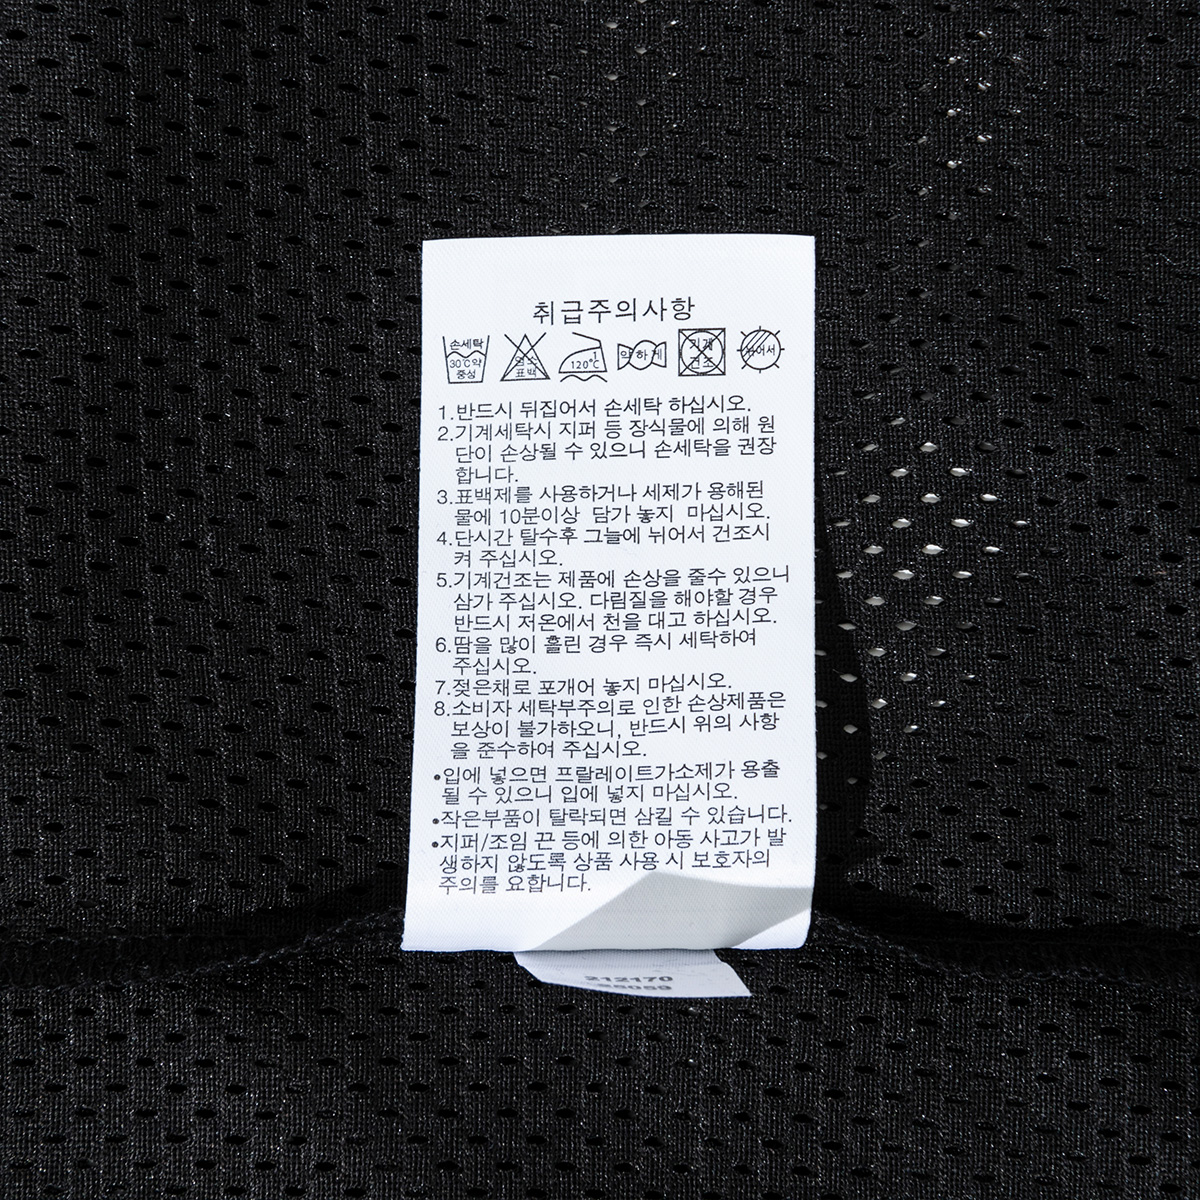 취급주의사항
손세탁
30℃약
중성
염소
표백
1
120℃
약하게
기계
건조
뉘어서
1.반드시 뒤집어서 손세탁 하십시오.
2.기계세탁시 지퍼 등 장식물에 의해 원
단이 손상될 수 있으니 손세탁을 권장
합니다.
3.표백제를 사용하거나 세제가 용해된
물에 10분이상 담가 놓지 마십시오.
4.단시간 탈수후 그늘에 뉘어서 건조시
켜 주십시오.
5.기계건조는 제품에 손상을 줄수 있으니
삼가 주십시오. 다림질을 해야할 경우
반드시 저온에서 천을 대고 하십시오.
6.땀을 많이 흘린 경우 즉시 세탁하여
주십시오.
7.젖은채로 포개어 놓지 마십시오.
8.소비자 세탁부주의로 인한 손상제품은
보상이 불가하오니, 반드시 위의 사항
을 준수하여 주십시오.
•입에 넣으면 프랄레이트가소제가 용출
될 수 있으니 입에 넣지 마십시오.
•작은부품이 탈락되면 삼킬 수 있습니다.
•지퍼/조임 끈 등에 의한 아동 사고가 발
생하지 않도록 상품 사용 시 보호자의
주의를 요합니다.
212170